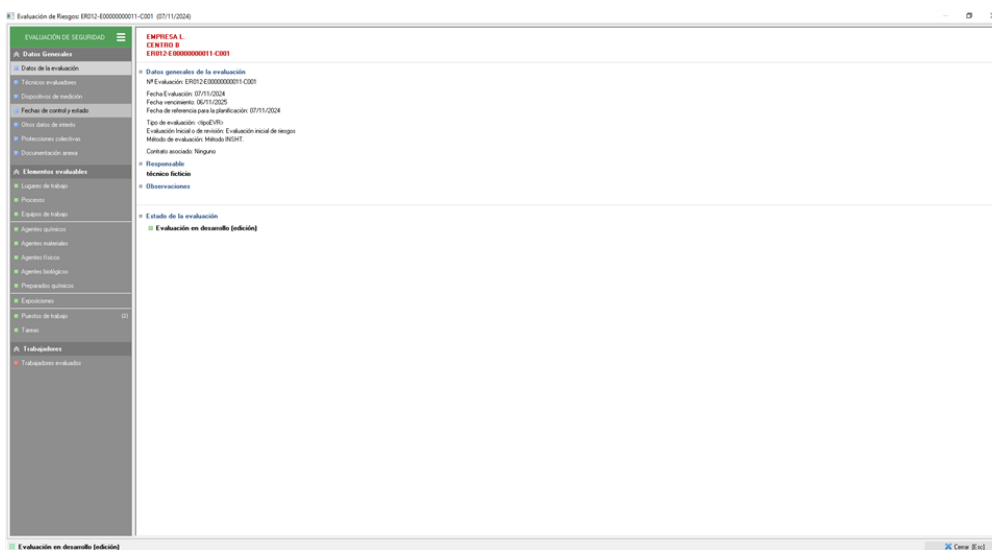 Evaluación de Riesgos: ER012-E00000000011-C001 (07/11/2024)
EVALUACIÓN DE SEGURIDAD
Datos Generales
Datos de la evaluación
Técnicos evaluadores
Dispositivos de medición
Fechas de control y estado
Otros datos de interés
Protecciones colectivas
Documentación anexa
Elementos evaluables
Lugares de trabajo
Procesos
Equipos de trabajo
Agentes químicos
Agentes materiales
Agentes físicos
Agentes biológicos
Preparados químicos
Exposiciones
Puestos de trabajo (2)
Tareas
Trabajadores
Trabajadores evaluados
EMPRESA L.
CENTRO B
ER012-E00000000011-C001
Datos generales de la evaluación
Nº Evaluación: ER012-E00000000011-C001
Fecha Evaluación: 07/11/2024
Fecha vencimiento: 06/11/2025
Fecha de referencia para la planificación: 07/11/2024
Tipo de evaluación: <tipoEVR>
Evaluación Inicial o de revisión: Evaluación inicial de riesgos
Método de evaluación: Método INSHT.
Contrato asociado: Ninguno
Responsable
técnico ficticio
Observaciones
Estado de la evaluación
Evaluación en desarrollo (edición)
Evaluación en desarrollo (edición)
Cerrar (Esc)